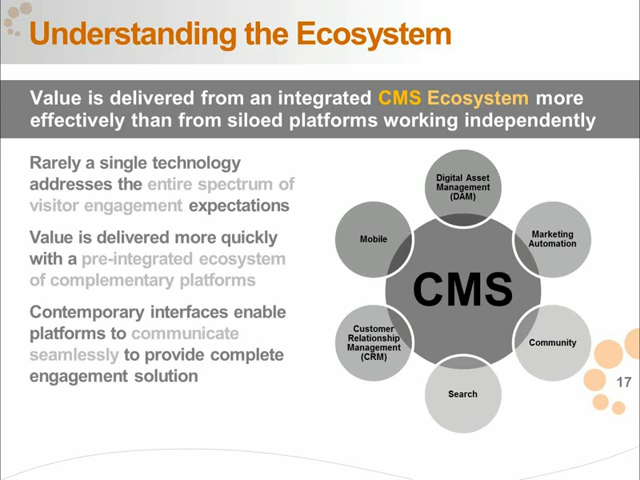 Understanding the Ecosystem
Value is delivered from an integrated CMS Ecosystem more
effectively than from siloed platforms working independently
Rarely a single technology
addresses the entire spectrum of
visitor engagement expectations
Value is delivered more quickly
with a pre-integrated ecosystem
of complementary platforms
Contemporary interfaces enable
platforms to communicate
seamlessly to provide complete
engagement solution
Digital Asset
Management
(DAM)
Mobile
Marketing
Automation
CMS
Customer
Relationship
Management
(CRM)
Community
Search
17